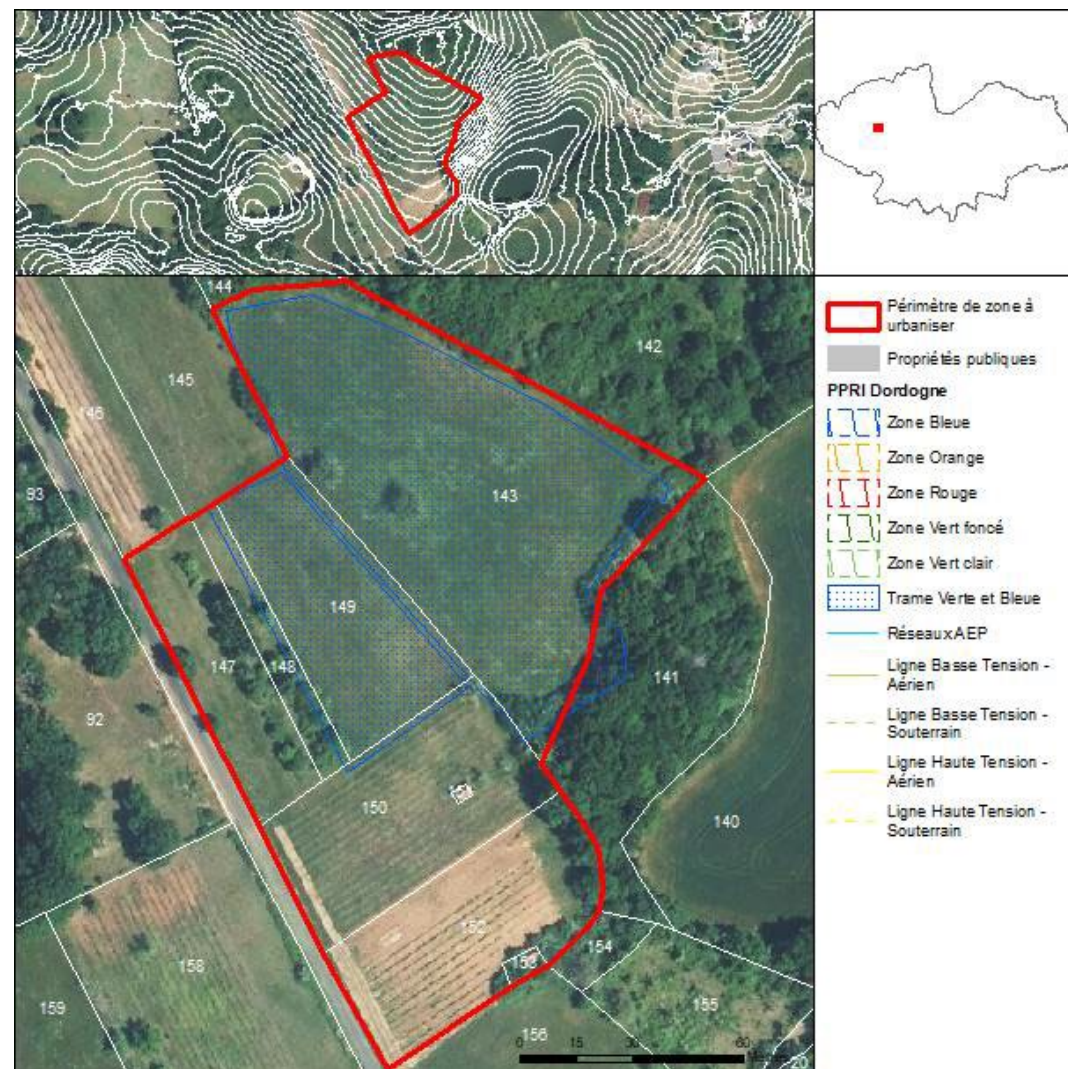 144
142
145
146
143
93
149
147
148
141
92
150
140
152
158
153
154
159
155
156
0 15 30 60
Périmètre de zone à
urbaniser
Propriétés publiques
PPRI Dordogne
Zone Bleue
Zone Orange
Zone Rouge
Zone Vert foncé
Zone Vert clair
Trame Verte et Bleue
Réseaux AEP
Ligne Basse Tension -
Aérien
Ligne Basse Tension -
Souterrain
Ligne Haute Tension -
Aérien
Ligne Haute Tension -
Souterrain